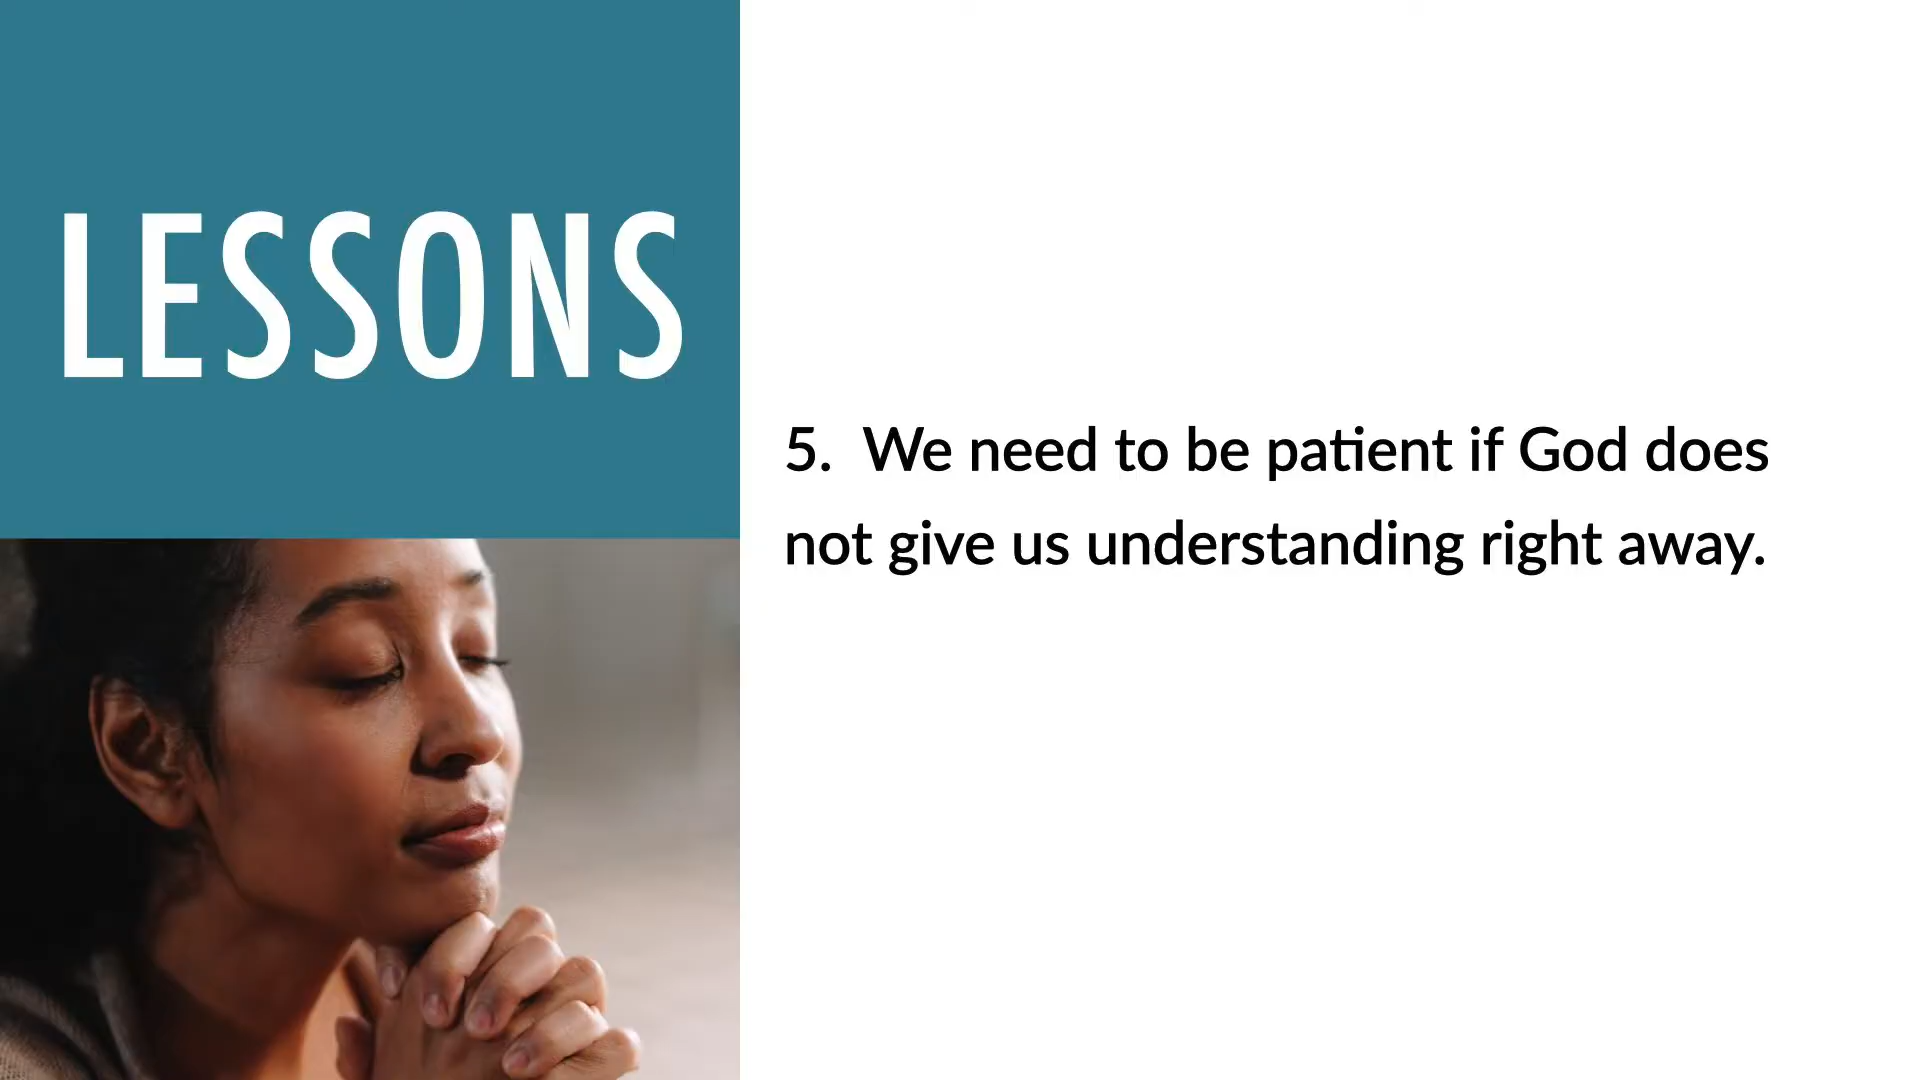 LESSONS
5. We need to be patient if God does
not give us understanding right away.